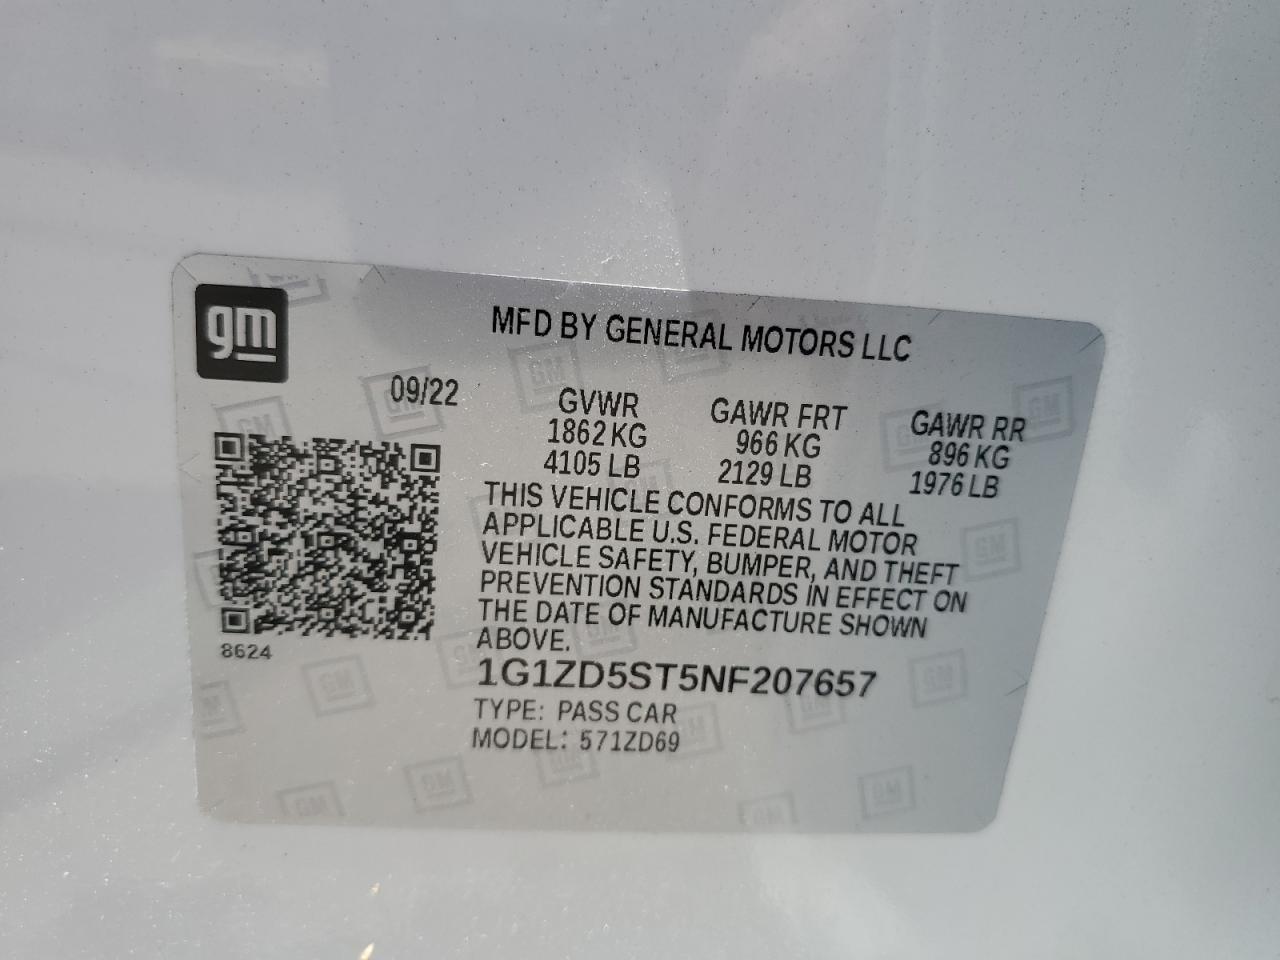 gm
MFD BY GENERAL MOTORS LLC
09/22
GVWR
1862 KG
4105 LB
GAWR FRT
966 KG
2129 LB
GAWR RR
896 KG
1976 LB
THIS VEHICLE CONFORMS TO ALL
APPLICABLE U.S. FEDERAL MOTOR
VEHICLE SAFETY, BUMPER, AND THEFT
PREVENTION STANDARDS IN EFFECT ON
THE DATE OF MANUFACTURE SHOWN
ABOVE.
8624
1G1ZD5ST5NF207657
TYPE: PASS CAR
MODEL: 571ZD69